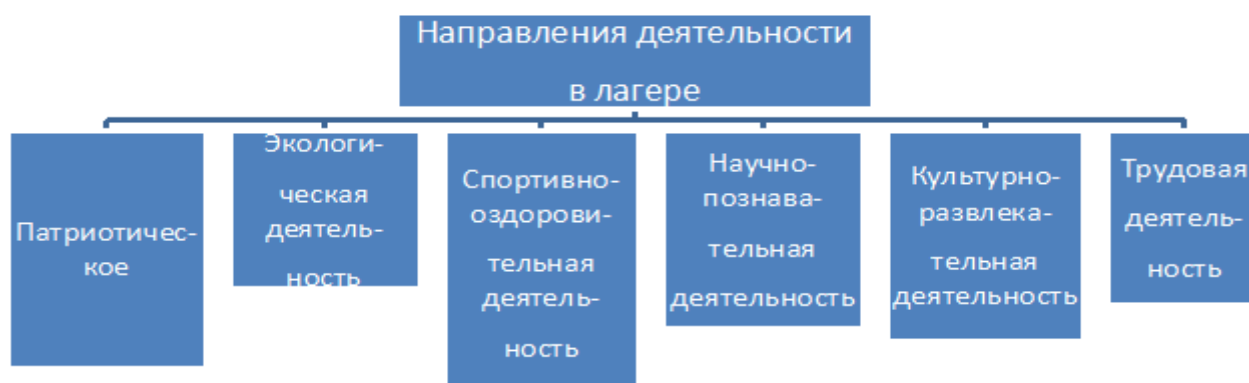 Направления деятельности
в лагере
Патриотичес-
кое
Экологи-
ческая
деятель-
ность
Спортивно-
оздорови-
тельная
деятель-
ность
Научно-
познава-
тельная
деятельность
Культурно-
развлека-
тельная
деятельность
Трудовая
деятель-
ность